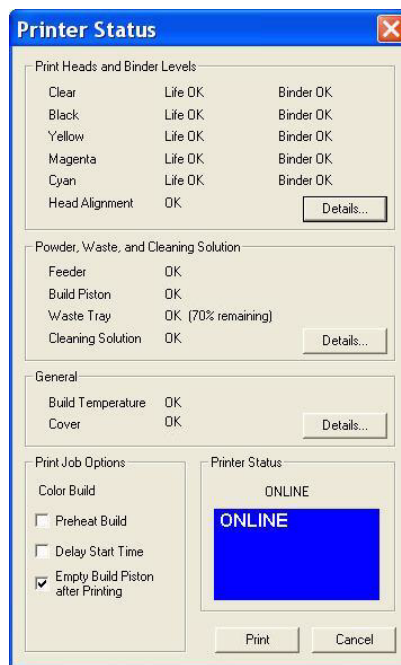 Printer Status
Print Heads and Binder Levels
Clear Life OK Binder OK
Black Life OK Binder OK
Yellow Life OK Binder OK
Magenta Life OK Binder OK
Cyan Life OK Binder OK
Head Alignment OK
Details...
Powder, Waste, and Cleaning Solution
Feeder OK
Build Piston OK
Waste Tray OK (70% remaining)
Cleaning Solution OK
Details...
General
Build Temperature OK
Cover OK
Details...
Print Job Options
Color Build
Preheat Build
Delay Start Time
Empty Build Piston
after Printing
Printer Status
ONLINE
ONLINE
Print Cancel